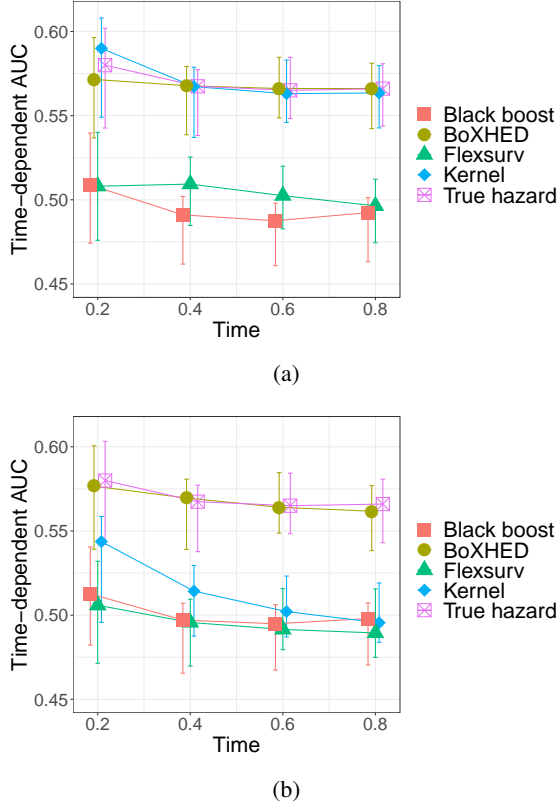 0.60
0.55
0.50
0.45
Time-dependent AUC
0.2 0.4 0.6 0.8
Time
Black boost
BoXHED
Flexsurv
Kernel
True hazard
(a)
0.60
0.55
0.50
0.45
Time-dependent AUC
0.2 0.4 0.6 0.8
Time
Black boost
BoXHED
Flexsurv
Kernel
True hazard
(b)